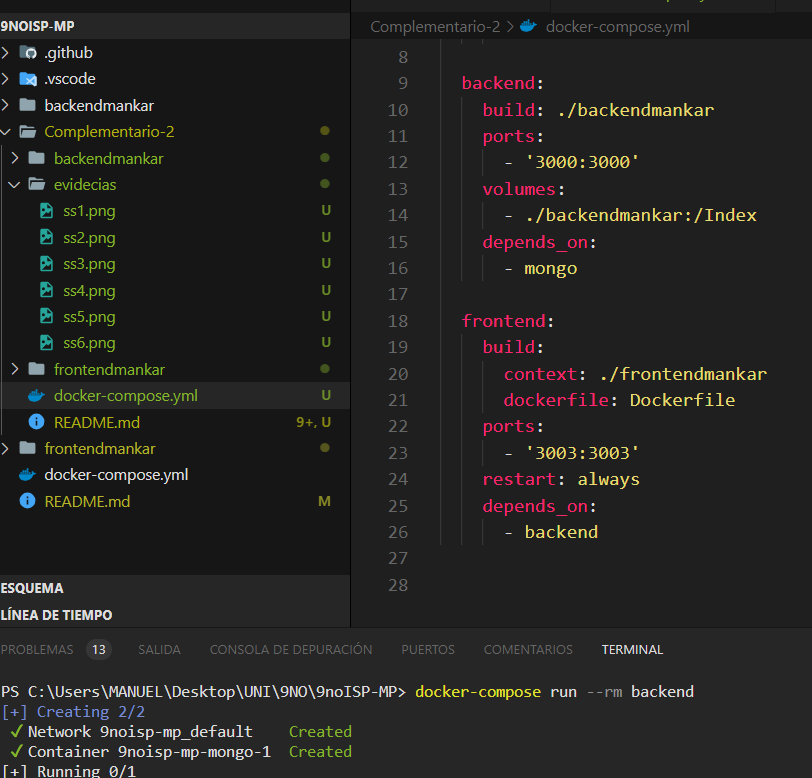 9NOISP-MP
.github
.vscode
backendmankar
Complementario-2
backendmankar
evidecias
ss1.png U
ss2.png U
ss3.png U
ss4.png U
ss5.png U
ss6.png U
frontendmankar
docker-compose.yml U
README.md 9+, U
frontendmankar
docker-compose.yml
README.md M
ESQUEMA
LÍNEA DE TIEMPO
Complementario-2 > docker-compose.yml
8
9 backend:
10 build: ./backendmankar
11 ports:
12 - '3000:3000'
13 volumes:
14 - ./backendmankar:/Index
15 depends_on:
16 - mongo
17
18 frontend:
19 build:
20 context: ./frontendmankar
21 dockerfile: Dockerfile
22 ports:
23 - '3003:3003'
24 restart: always
25 depends_on:
26 - backend
27
28
PROBLEMAS 13 SALIDA CONSOLA DE DEPURACIÓN PUERTOS COMENTARIOS TERMINAL
PS C:\Users\MANUEL\Desktop\UNI\9NO\9noISP-MP> docker-compose run --rm backend
[+] Creating 2/2
✓ Network 9noisp-mp_default Created
✓ Container 9noisp-mp-mongo-1 Created
[+] Running 0/1